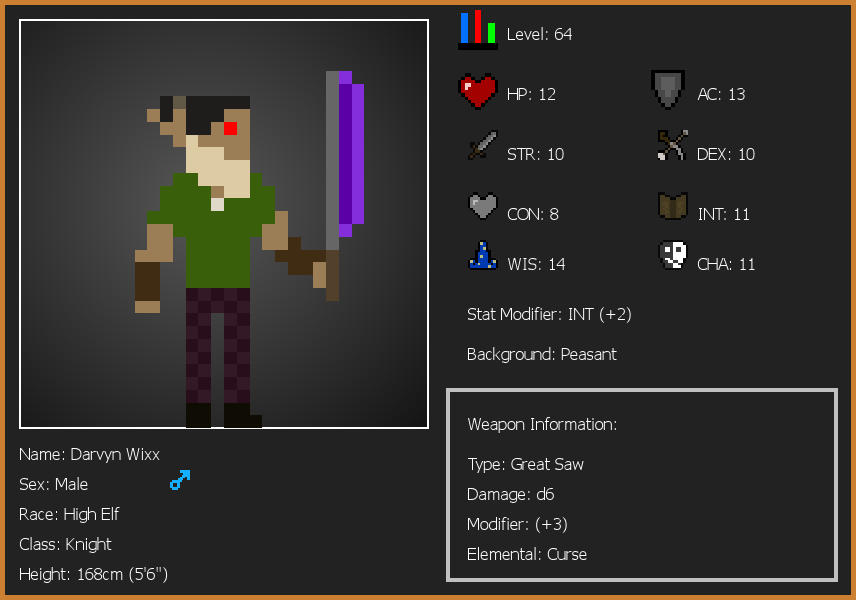 Level: 64
HP: 12
AC: 13
STR: 10
DEX: 10
CON: 8
INT: 11
WIS: 14
CHA: 11
Stat Modifier: INT (+2)
Background: Peasant
Weapon Information:
Type: Great Saw
Damage: d6
Modifier: (+3)
Elemental: Curse
Name: Darvyn Wixx
Sex: Male
Race: High Elf
Class: Knight
Height: 168cm (5'6")